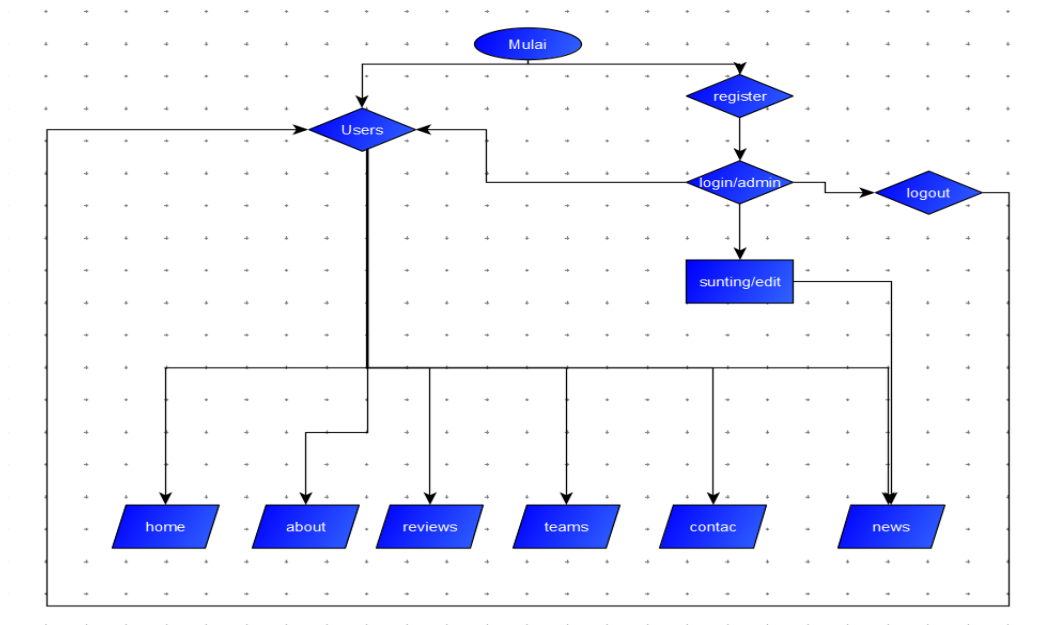 Mulai
register
Users
login/admin
logout
sunting/edit
home
about
reviews
teams
contac
news